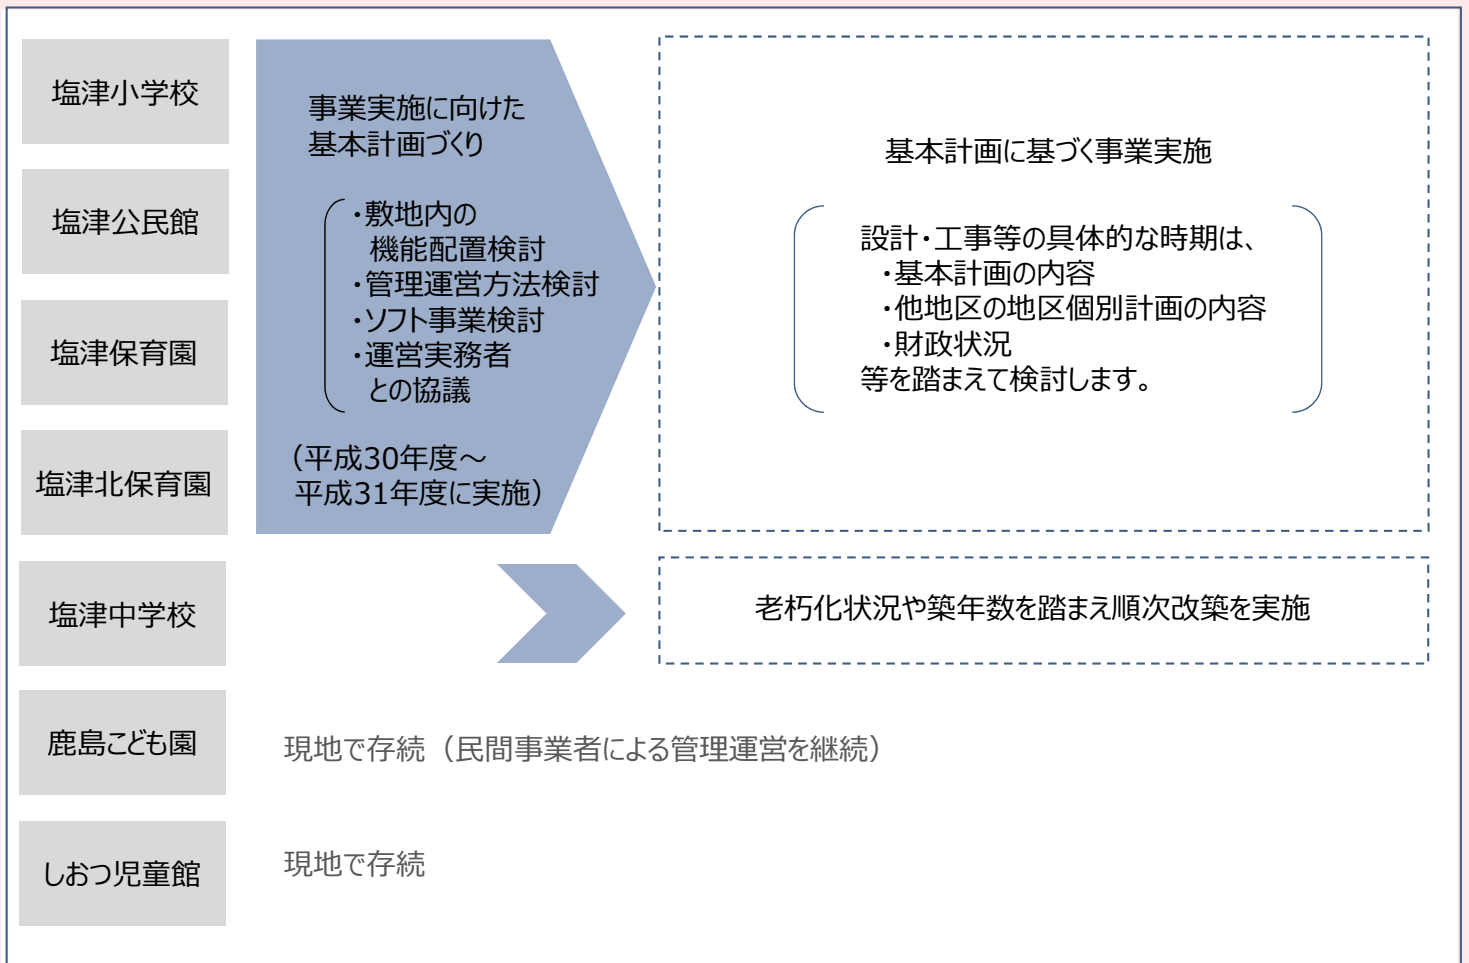 塩津小学校
塩津公民館
塩津保育園
塩津北保育園
塩津中学校
鹿島こども園
しおつ児童館
事業実施に向けた
基本計画づくり
・敷地内の
機能配置検討
・管理運営方法検討
・ソフト事業検討
・運営実務者
との協議
（平成30年度～
平成31年度に実施）
基本計画に基づく事業実施
設計・工事等の具体的な時期は、
・基本計画の内容
・他地区の地区個別計画の内容
・財政状況
等を踏まえて検討します。
老朽化状況や築年数を踏まえ順次改築を実施
現地で存続（民間事業者による管理運営を継続）
現地で存続